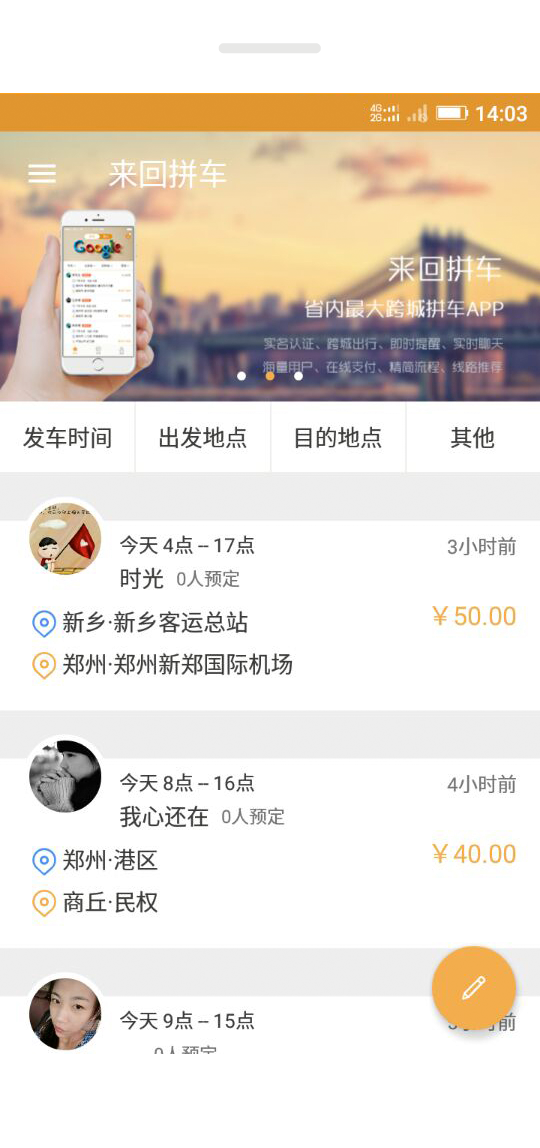 4G
2G
14:03
来回拼车
Google
来回拼车
省内最大跨城拼车APP
实名认证、跨城出行、即时提醒、实时聊天
海量用户、在线支付、精简流程、线路推荐
发车时间
出发地点
目的地点
其他
今天 4点 -- 17点
3小时前
时光 0人预定
新乡·新乡客运总站
¥50.00
郑州·郑州新郑国际机场
今天 8点 -- 16点
4小时前
我心还在 0人预定
郑州·港区
¥40.00
商丘·民权
今天 9点 -- 15点
前
0人预定